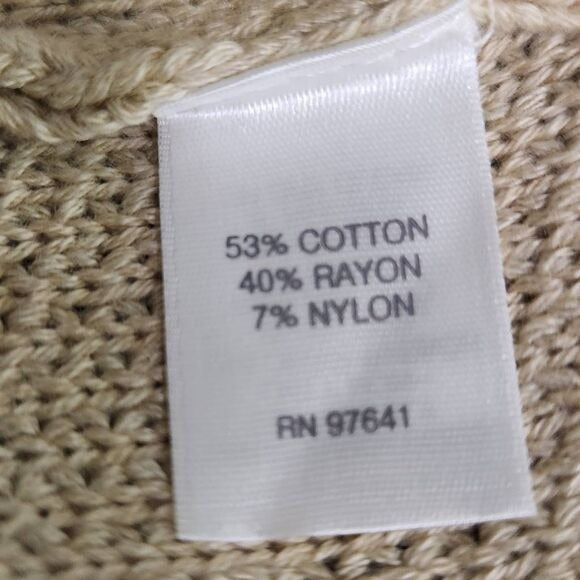 53% COTTON
40% RAYON
7% NYLON
RN 97641